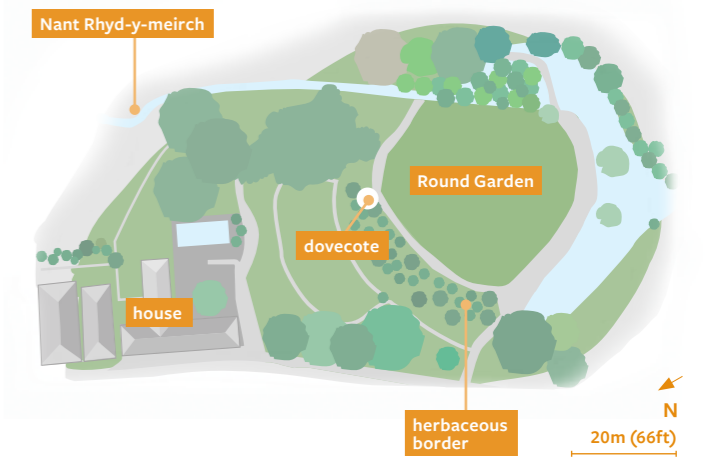 Nant Rhyd-y-meirch
Round Garden
dovecote
house
herbaceous
border
N
20m (66ft)